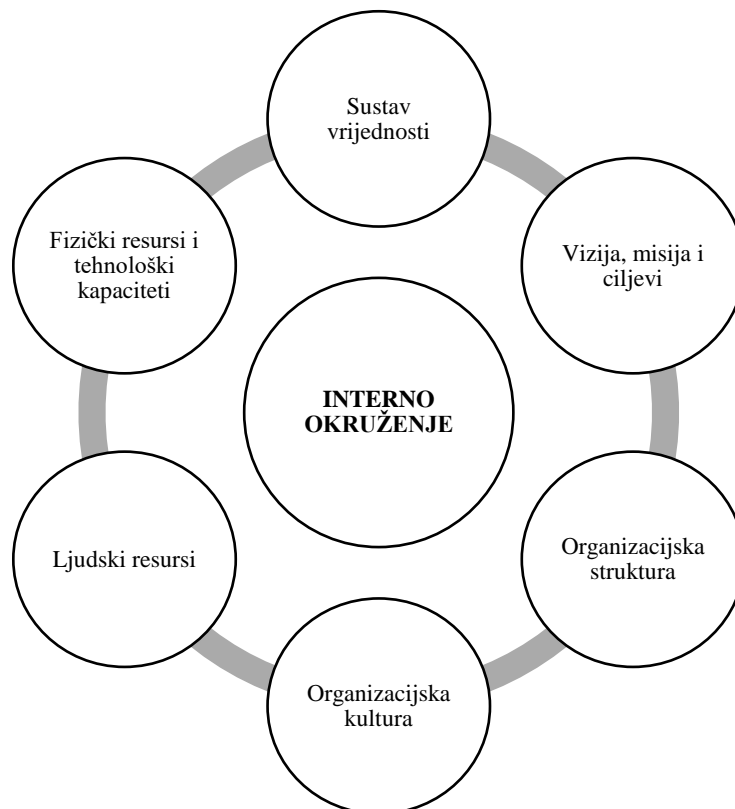 Sustav
vrijednosti
Vizija, misija i
ciljevi
Organizacijska
struktura
Organizacijska
kultura
Ljudski resursi
Fizički resursi i
tehnološki
kapaciteti
INTERNO
OKRUŽENJE